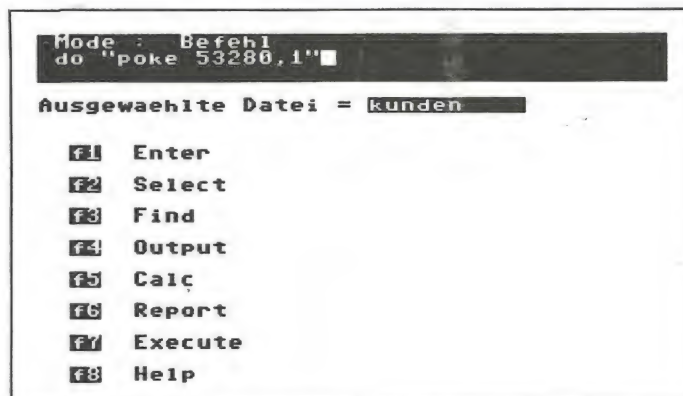 Mode : Befehl
do "poke 53280,1"
Ausgewaehlte Datei = kunden
f1 Enter
f2 Select
f3 Find
f4 Output
f5 Calc
f6 Report
f7 Execute
f8 Help